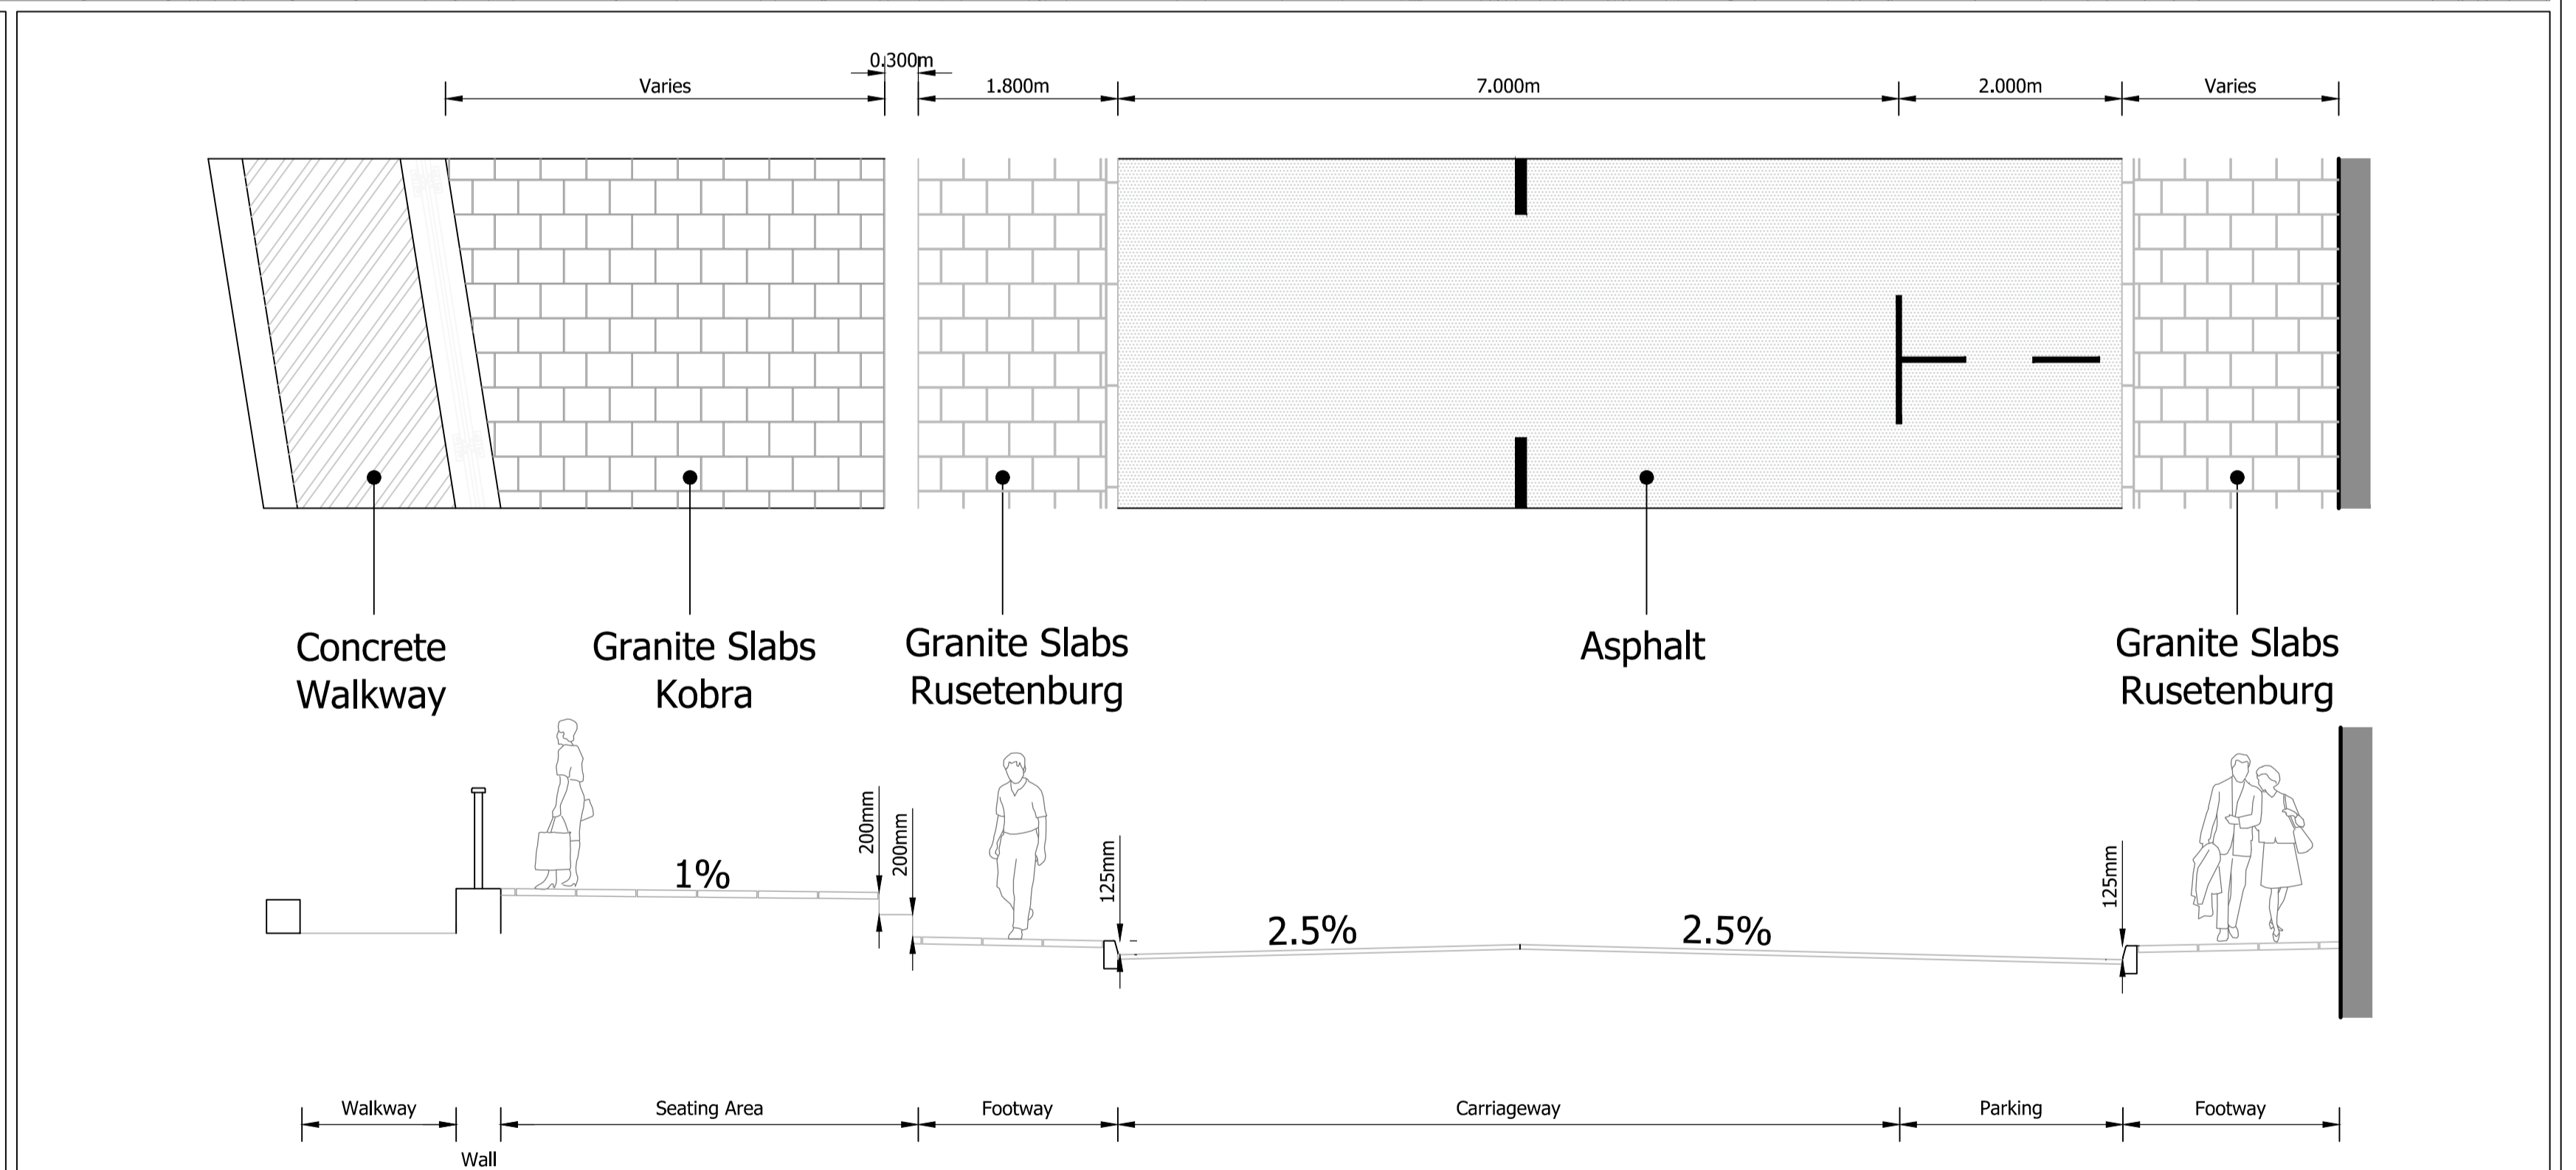 0.300m
Varies
1.800m
7.000m
2.000m
Varies
Concrete
Walkway
Granite Slabs
Kobra
Granite Slabs
Rusetenburg
Asphalt
Granite Slabs
Rusetenburg
1%
200mm
200mm
125mm
2.5%
2.5%
125mm
Walkway
Wall
Seating Area
Footway
Carriageway
Parking
Footway